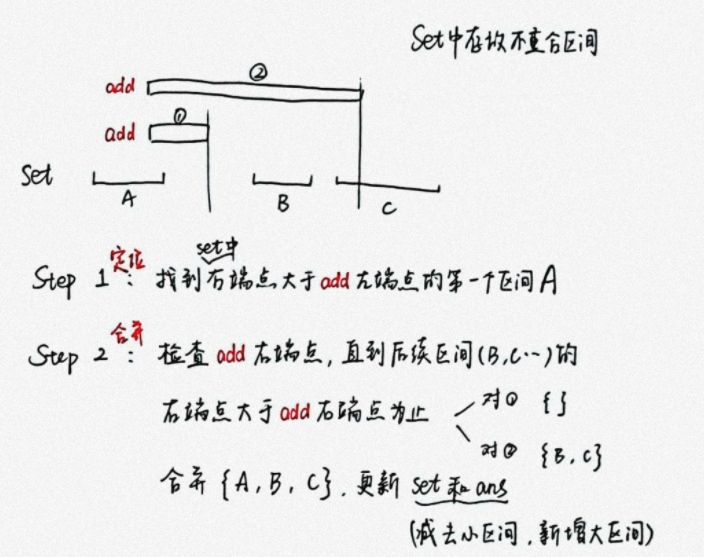 Set中存放不重合区间
②
add
①
add
Set
A
B
C
定位
set中
Step 1: 找到右端点大于add左端点的第一个区间A
合并
Step 2: 检查add右端点,直到后续区间(B,C…)的
右端点大于add右端点为止
对① { }
对② {B,C}
合并{A,B,C}.更新set和ans
(减去小区间,新增大区间)